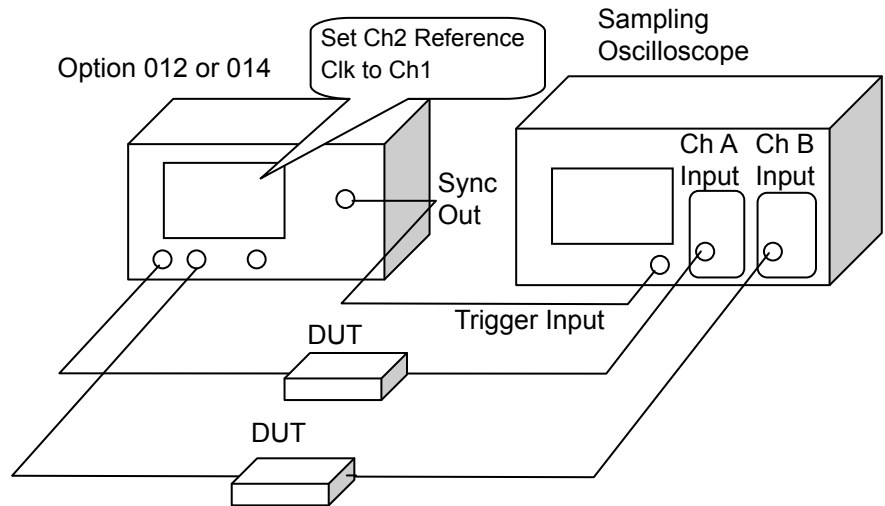 Sampling
Oscilloscope
Set Ch2 Reference
Clk to Ch1
Option 012 or 014
Ch A
Input
Ch B
Input
Sync
Out
Trigger Input
DUT
DUT